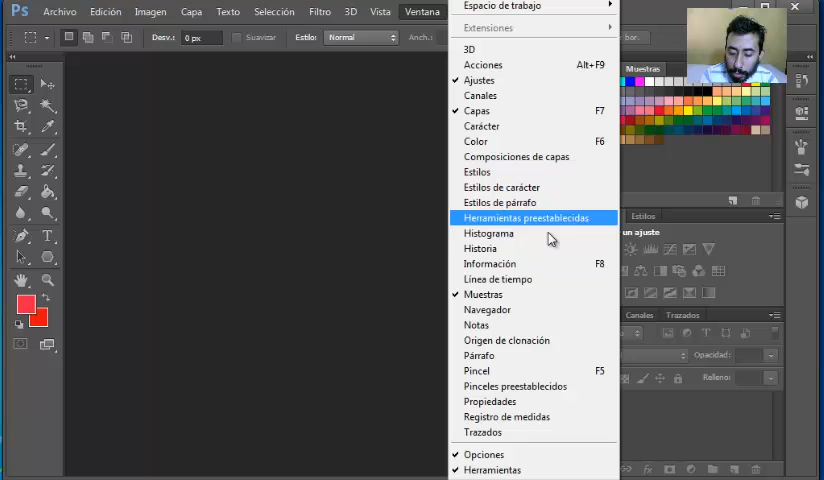 Ps Archivo Edición Imagen Capa Texto Selección Filtro 3D Vista Ventana
Desv.: 0 px Suavizar Estilo: Normal Anch.:
Espacio de trabajo
Extensiones
3D
Acciones Alt+F9
Ajustes
Canales
Capas F7
Carácter
Color F6
Composiciones de capas
Estilos
Estilos de carácter
Estilos de párrafo
Herramientas preestablecidas
Histograma
Historia
Información F8
Línea de tiempo
Muestras
Navegador
Notas
Origen de clonación
Párrafo
Pincel F5
Pinceles preestablecidos
Propiedades
Registro de medidas
Trazados
Opciones
Herramientas
bor.
Muestras
Estilos
un ajuste
Canales Trazados
Opacidad:
Relleno: